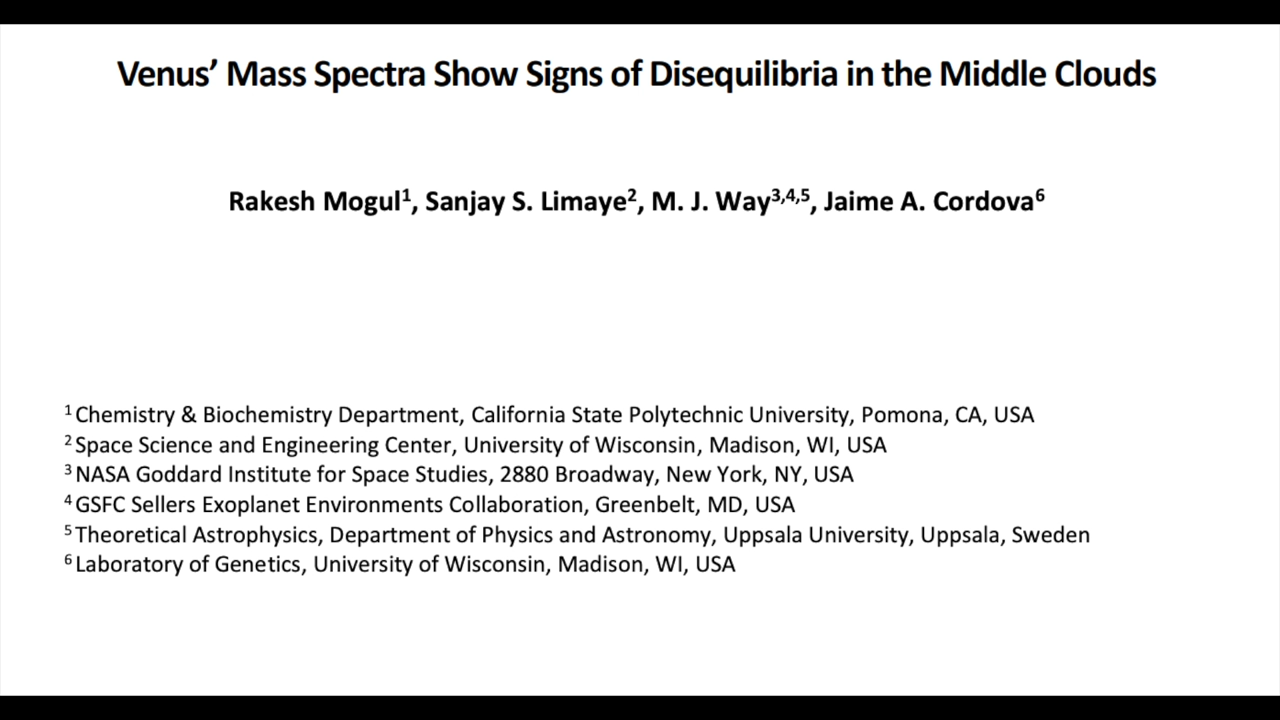 Venus’ Mass Spectra Show Signs of Disequilibria in the Middle Clouds
Rakesh Mogul¹, Sanjay S. Limaye², M. J. Way³,⁴,⁵, Jaime A. Cordova⁶
¹ Chemistry & Biochemistry Department, California State Polytechnic University, Pomona, CA, USA
² Space Science and Engineering Center, University of Wisconsin, Madison, WI, USA
³ NASA Goddard Institute for Space Studies, 2880 Broadway, New York, NY, USA
⁴ GSFC Sellers Exoplanet Environments Collaboration, Greenbelt, MD, USA
⁵ Theoretical Astrophysics, Department of Physics and Astronomy, Uppsala University, Uppsala, Sweden
⁶ Laboratory of Genetics, University of Wisconsin, Madison, WI, USA